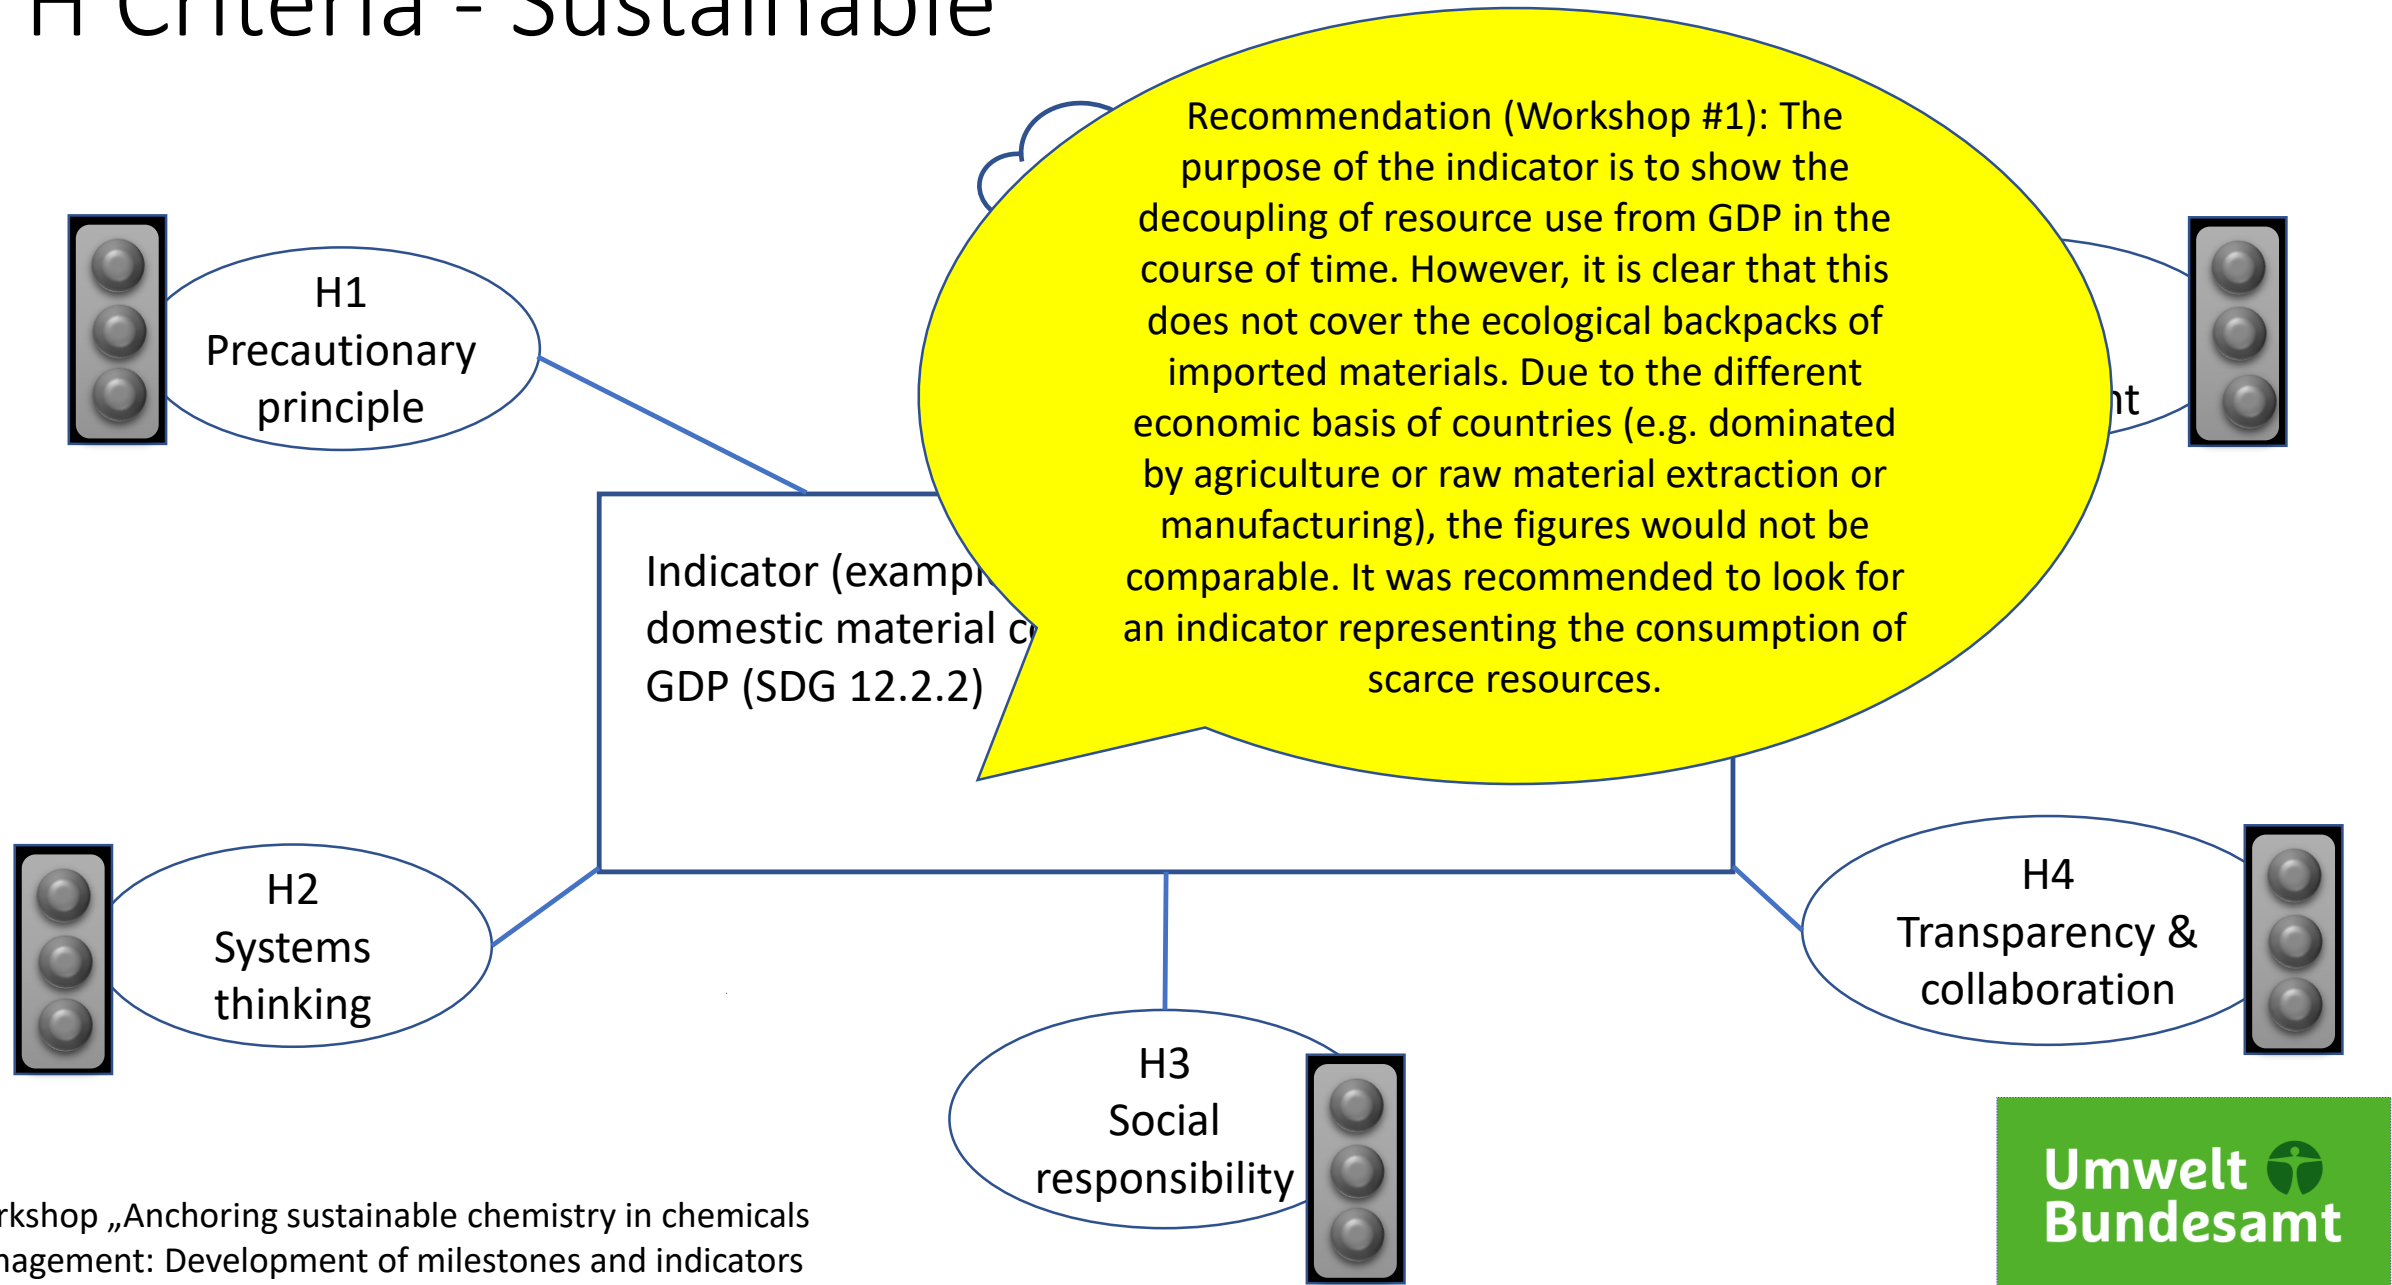 H Criteria - Sustainable
Recommendation (Workshop #1): The
purpose of the indicator is to show the
decoupling of resource use from GDP in the
course of time. However, it is clear that this
does not cover the ecological backpacks of
imported materials. Due to the different
economic basis of countries (e.g. dominated
by agriculture or raw material extraction or
manufacturing), the figures would not be
comparable. It was recommended to look for
an indicator representing the consumption of
scarce resources.
H1
Precautionary
principle
nt
Indicator (exampl
domestic material co
GDP (SDG 12.2.2)
H2
Systems
thinking
H3
Social
responsibility
H4
Transparency &
collaboration
rkshop „Anchoring sustainable chemistry in chemicals
nagement: Development of milestones and indicators
Umwelt
Bundesamt